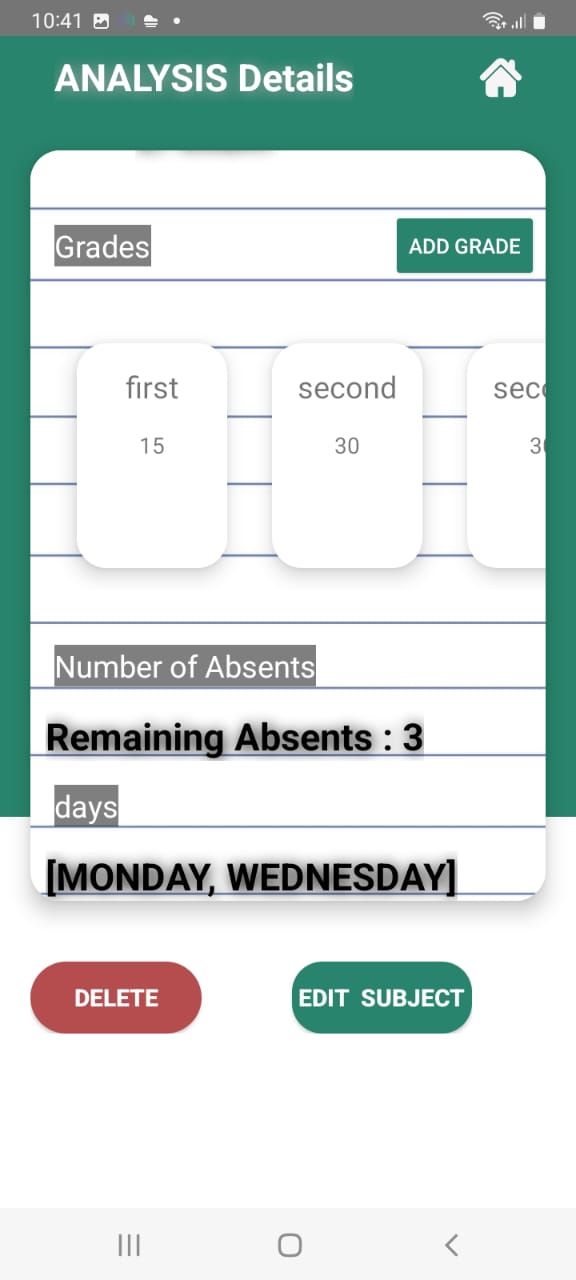 10:41
ANALYSIS Details
Grades
ADD GRADE
first
second
15
30
Number of Absents
Remaining Absents : 3
days
[MONDAY, WEDNESDAY]
DELETE
EDIT SUBJECT